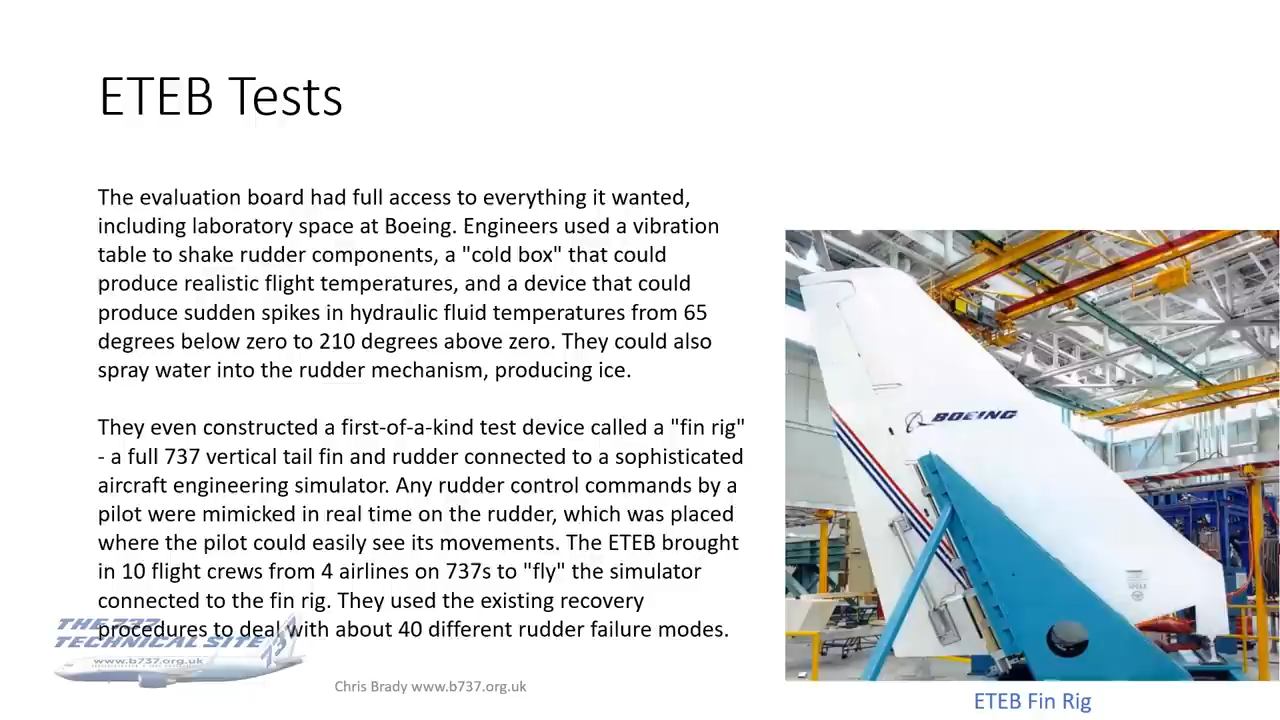 ETEB Tests
The evaluation board had full access to everything it wanted,
including laboratory space at Boeing. Engineers used a vibration
table to shake rudder components, a "cold box" that could
produce realistic flight temperatures, and a device that could
produce sudden spikes in hydraulic fluid temperatures from 65
degrees below zero to 210 degrees above zero. They could also
spray water into the rudder mechanism, producing ice.
They even constructed a first-of-a-kind test device called a "fin rig"
- a full 737 vertical tail fin and rudder connected to a sophisticated
aircraft engineering simulator. Any rudder control commands by a
pilot were mimicked in real time on the rudder, which was placed
where the pilot could easily see its movements. The ETEB brought
in 10 flight crews from 4 airlines on 737s to "fly" the simulator
connected to the fin rig. They used the existing recovery
procedures to deal with about 40 different rudder failure modes.
BOEING
ETEB Fin Rig
THE 737
TECHNICAL SITE
www.b737.org.uk
Chris Brady www.b737.org.uk